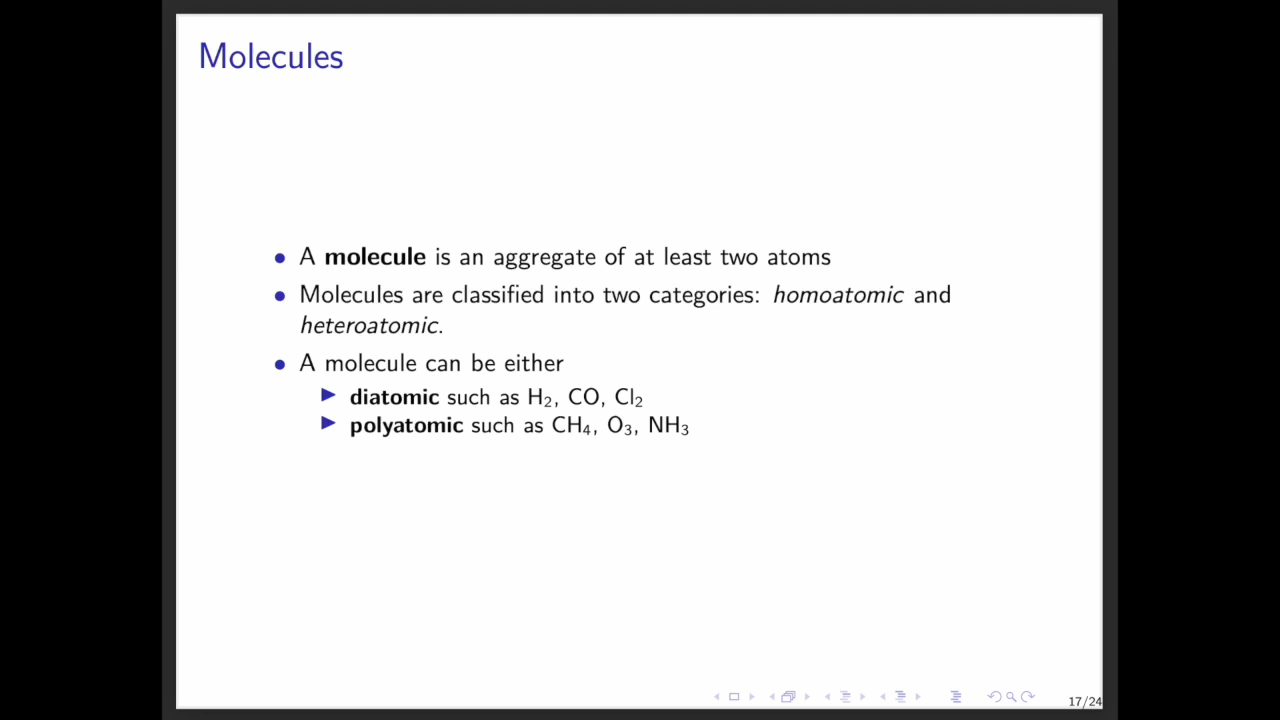 Molecules
• A molecule is an aggregate of at least two atoms
• Molecules are classified into two categories: homoatomic and
heteroatomic.
• A molecule can be either
▶ diatomic such as H₂, CO, Cl₂
▶ polyatomic such as CH₄, O₃, NH₃
17/24